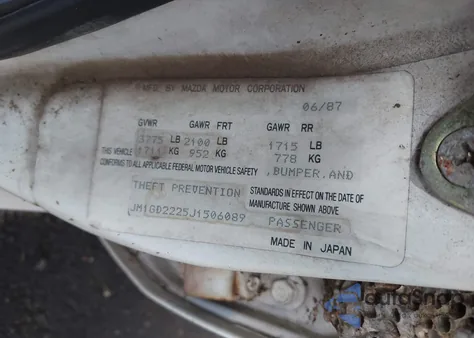 MFD BY MAZDA MOTOR CORPORATION
06/87
GVWR GAWR FRT GAWR RR
3775 LB 2100 LB 1715 LB
THIS VEHICLE 1711 KG 952 KG 778 KG
CONFORMS TO ALL APPLICABLE FEDERAL MOTOR VEHICLE SAFETY ,BUMPER,AND
THEFT PREVENTION STANDARDS IN EFFECT ON THE DATE OF
MANUFACTURE SHOWN ABOVE
JM1GD2225J1506089 PASSENGER
MADE IN JAPAN